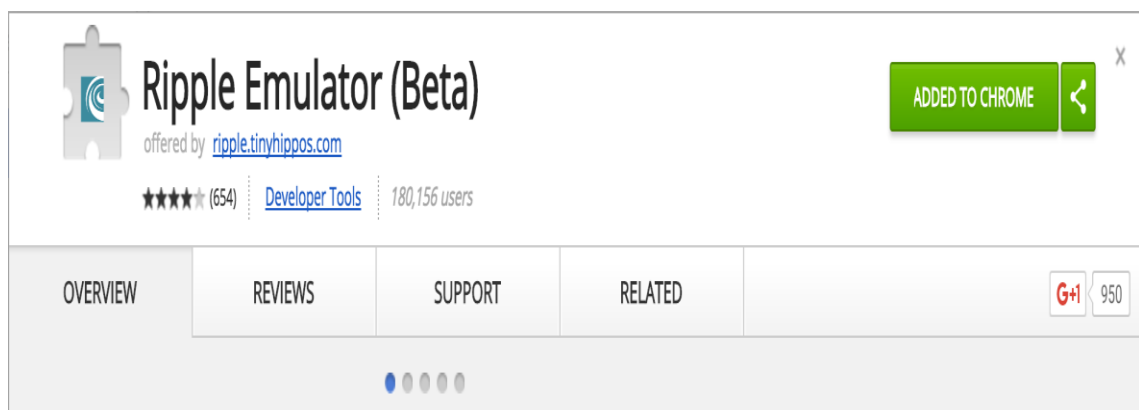 Ripple Emulator (Beta)
ADDED TO CHROME
offered by ripple.tinyhippos.com
(654) Developer Tools 180,156 users
OVERVIEW REVIEWS SUPPORT RELATED G+1 950